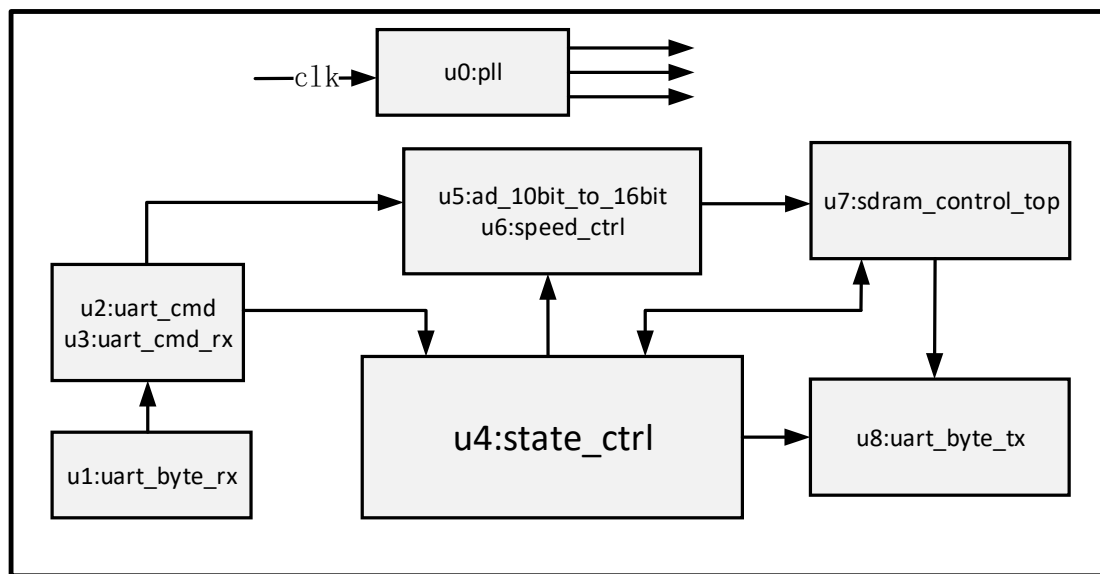 clk
u0:pll
u5:ad_10bit_to_16bit
u6:speed_ctrl
u7:sdram_control_top
u2:uart_cmd
u3:uart_cmd_rx
u4:state_ctrl
u8:uart_byte_tx
u1:uart_byte_rx